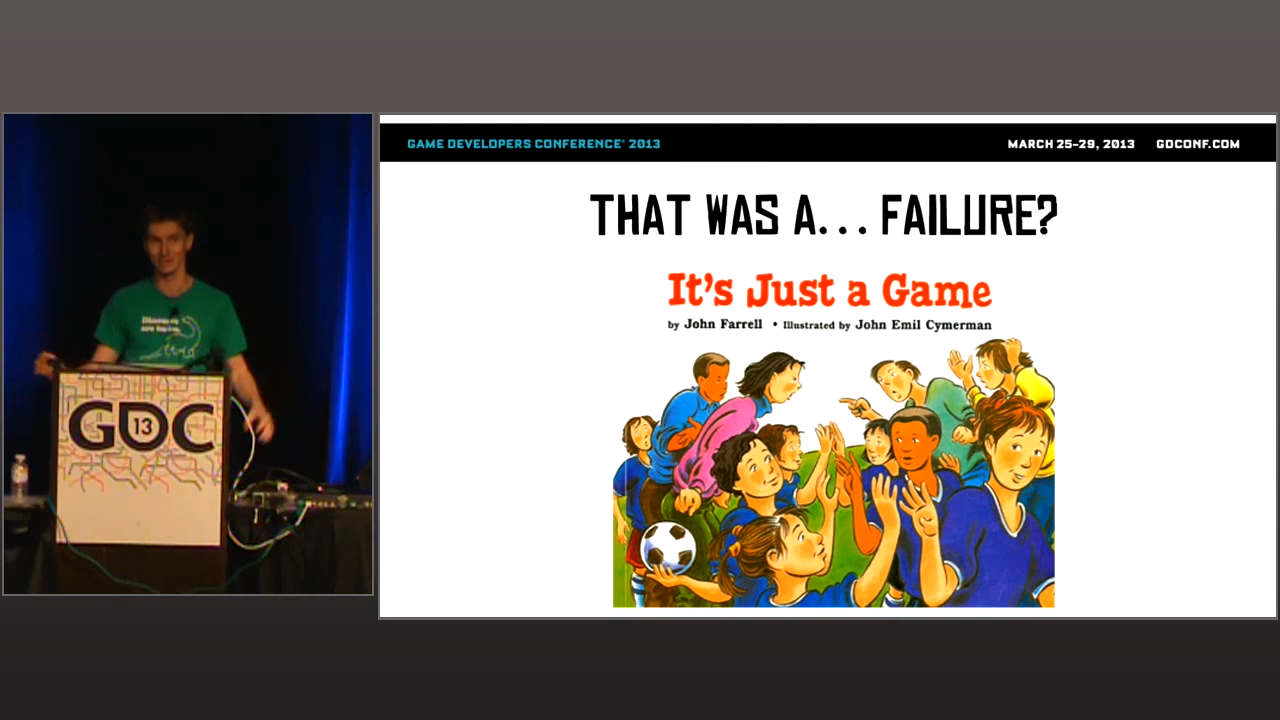 GAME DEVELOPERS CONFERENCE® 2013
MARCH 25-29, 2013 GDCONF.COM
THAT WAS A... FAILURE?
It's Just a Game
by John Farrell • Illustrated by John Emil Cymerman
GDC
13